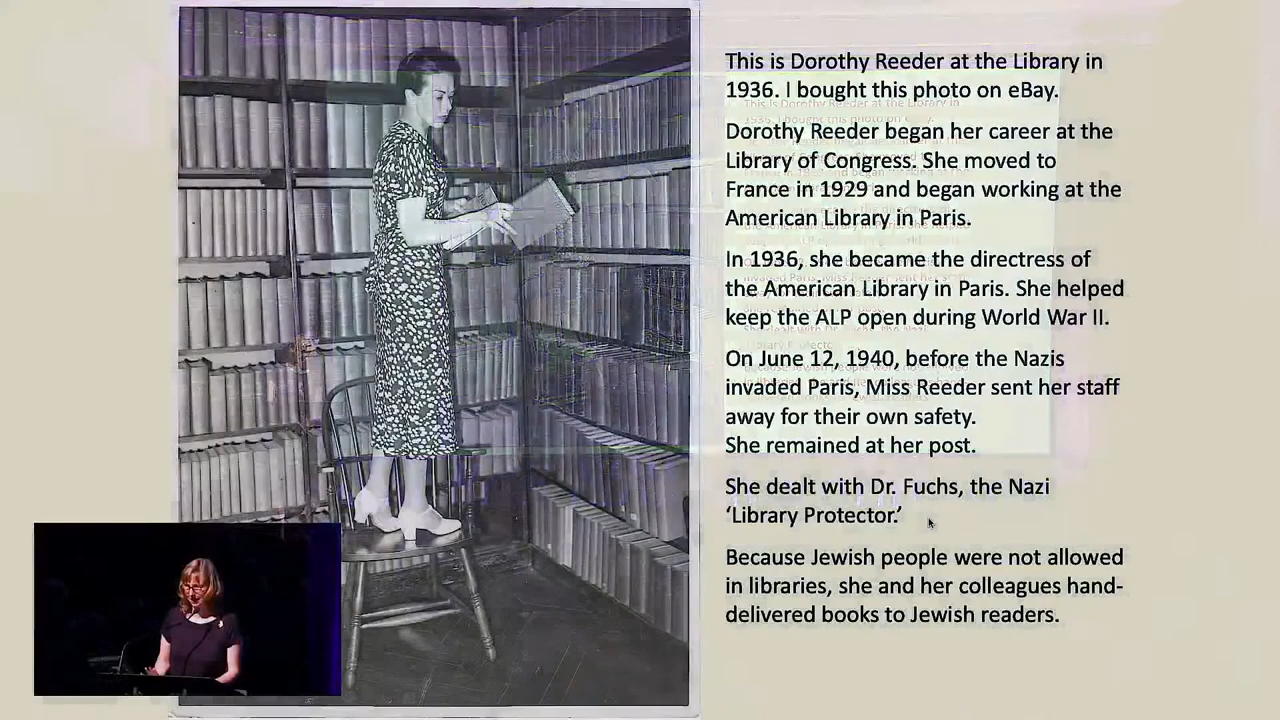 This is Dorothy Reeder at the Library in
1936. I bought this photo on eBay.
Dorothy Reeder began her career at the
Library of Congress. She moved to
France in 1929 and began working at the
American Library in Paris.
In 1936, she became the directress of
the American Library in Paris. She helped
keep the ALP open during World War II.
On June 12, 1940, before the Nazis
invaded Paris, Miss Reeder sent her staff
away for their own safety.
She remained at her post.
She dealt with Dr. Fuchs, the Nazi
‘Library Protector.’
Because Jewish people were not allowed
in libraries, she and her colleagues hand-
delivered books to Jewish readers.